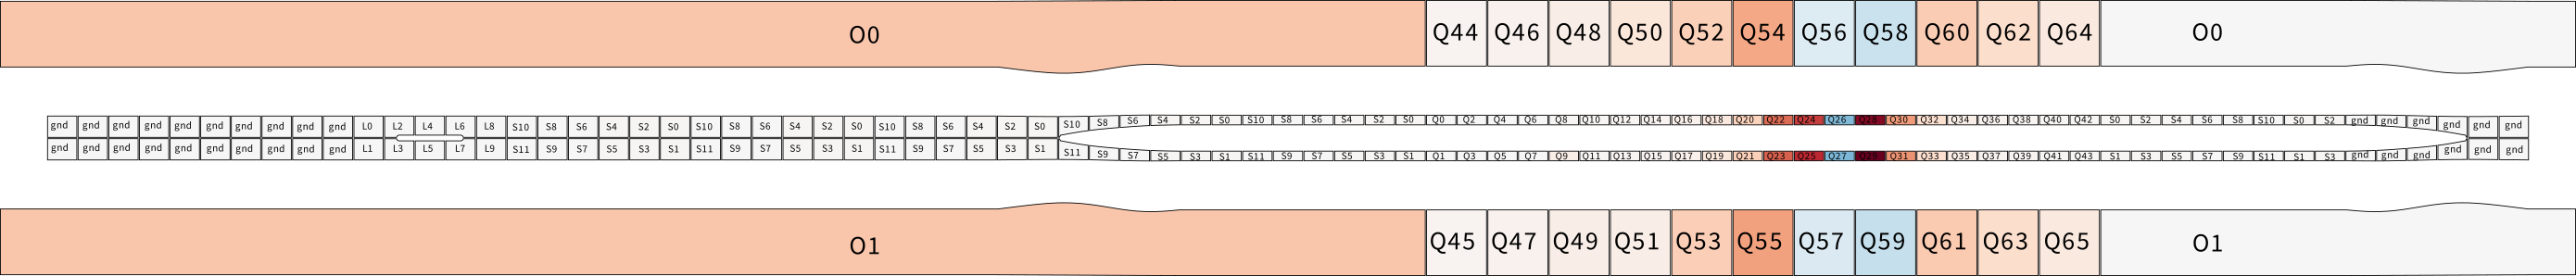 O0 Q44 Q46 Q48 Q50 Q52 Q54 Q56 Q58 Q60 Q62 Q64 O0
gnd gnd gnd gnd gnd gnd gnd gnd gnd gnd L0 L2 L4 L6 L8 S10 S8 S6 S4 S2 S0 S10 S8 S6 S4 S2 S0 S10 S8 S6 S4 S2 S0 S10 S8 S6 S4 S2 S0 S10 S8 S6 S4 S2 S0 Q0 Q2 Q4 Q6 Q8 Q10 Q12 Q14 Q16 Q18 Q20 Q22 Q24 Q26 Q28 Q30 Q32 Q34 Q36 Q38 Q40 Q42 S0 S2 S4 S6 S8 S10 S0 S2 gnd gnd gnd gnd gnd gnd
gnd gnd gnd gnd gnd gnd gnd gnd gnd gnd L1 L3 L5 L7 L9 S11 S9 S7 S5 S3 S1 S11 S9 S7 S5 S3 S1 S11 S9 S7 S5 S3 S1 S11 S9 S7 S5 S3 S1 S11 S9 S7 S5 S3 S1 Q1 Q3 Q5 Q7 Q9 Q11 Q13 Q15 Q17 Q19 Q21 Q23 Q25 Q27 Q29 Q31 Q33 Q35 Q37 Q39 Q41 Q43 S1 S3 S5 S7 S9 S11 S1 S3 gnd gnd gnd gnd gnd gnd
O1 Q45 Q47 Q49 Q51 Q53 Q55 Q57 Q59 Q61 Q63 Q65 O1